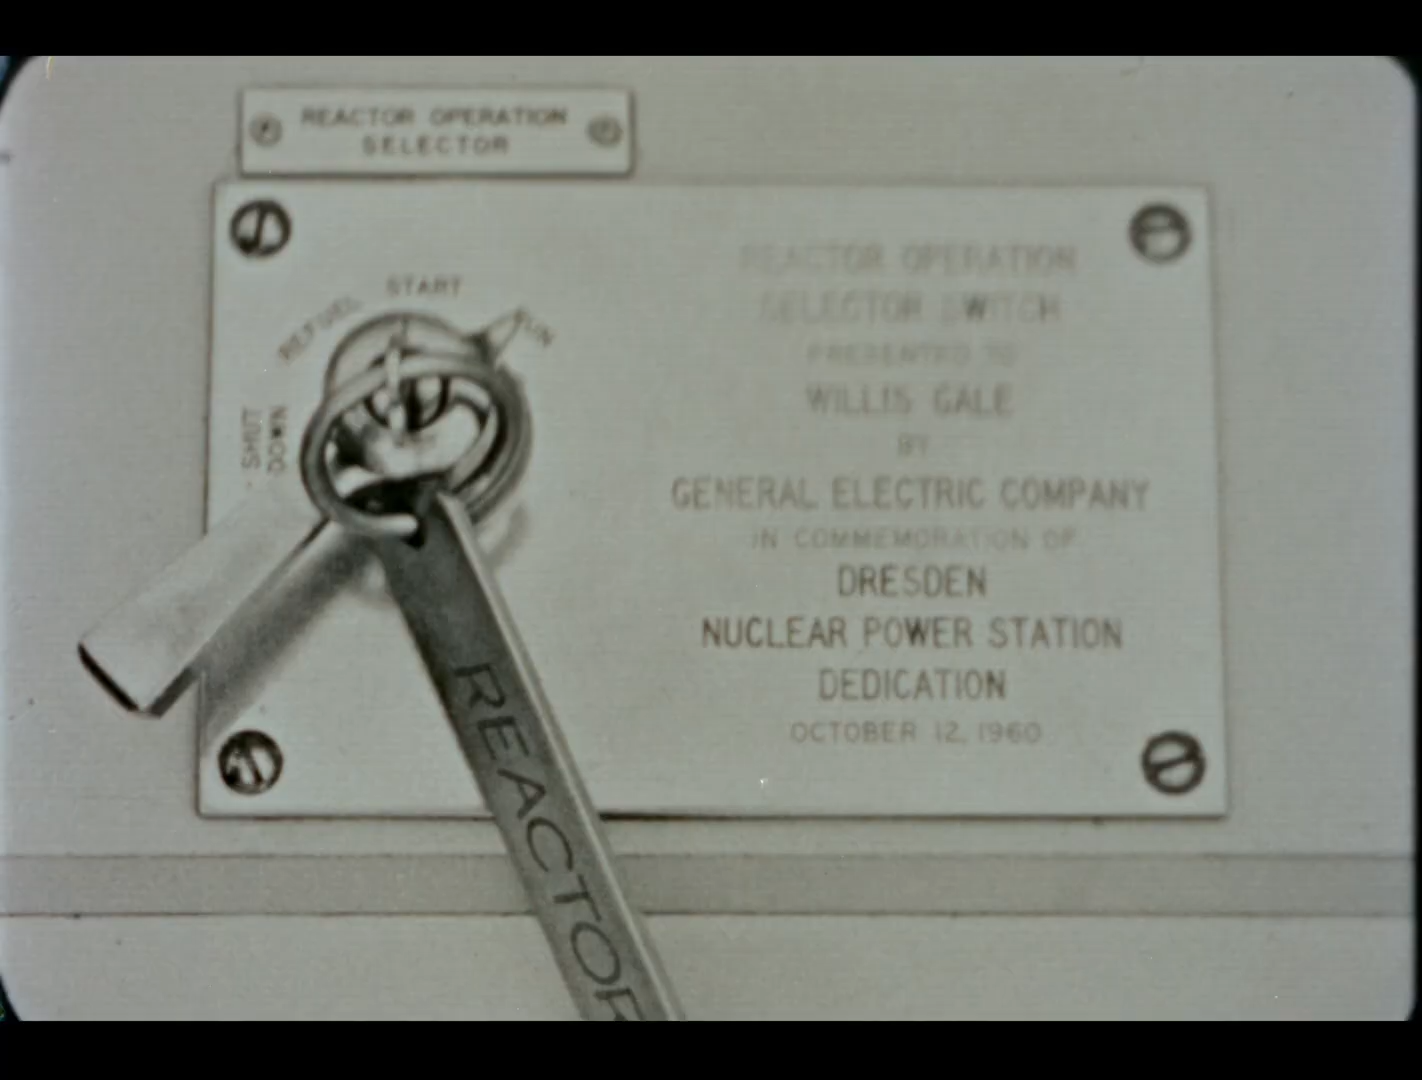 REACTOR OPERATION
SELECTOR
START
REFUEL
RUN
SHUT
DOWN
REACTOR OPERATION
SELECTOR SWITCH
PRESENTED TO
WILLIS GALE
BY
GENERAL ELECTRIC COMPANY
IN COMMEMORATION OF
DRESDEN
NUCLEAR POWER STATION
DEDICATION
OCTOBER 12, 1960
REACTOR